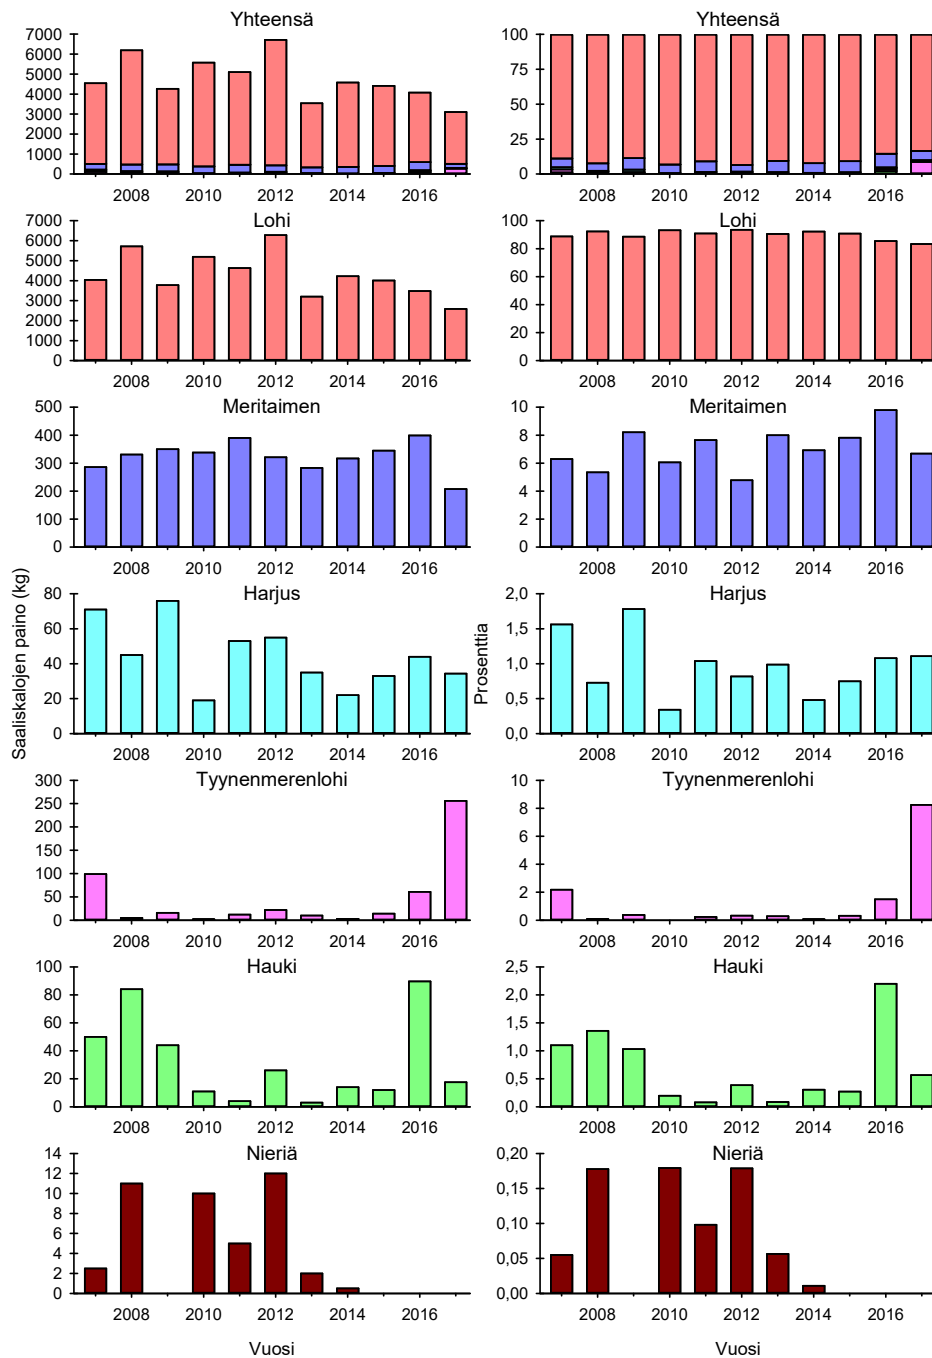 Yhteensä
7000
6000
5000
4000
3000
2000
1000
0
2008 2010 2012 2014 2016
Yhteensä
100
75
50
25
0
2008 2010 2012 2014 2016
Lohi
7000
6000
5000
4000
3000
2000
1000
0
2008 2010 2012 2014 2016
Lohi
100
80
60
40
20
0
2008 2010 2012 2014 2016
Meritaimen
500
400
300
200
100
0
2008 2010 2012 2014 2016
Meritaimen
10
8
6
4
2
0
2008 2010 2012 2014 2016
Saaliskalojen paino (kg)
Harjus
80
60
40
20
0
2008 2010 2012 2014 2016
Prosenttia
Harjus
2,0
1,5
1,0
0,5
0,0
2008 2010 2012 2014 2016
Tyynenmerenlohi
300
250
200
150
100
50
0
2008 2010 2012 2014 2016
Tyynenmerenlohi
10
8
6
4
2
0
2008 2010 2012 2014 2016
Hauki
100
80
60
40
20
0
2008 2010 2012 2014 2016
Hauki
2,5
2,0
1,5
1,0
0,5
0,0
2008 2010 2012 2014 2016
Nieriä
14
12
10
8
6
4
2
0
2008 2010 2012 2014 2016
Vuosi
Nieriä
0,20
0,15
0,10
0,05
0,00
2008 2010 2012 2014 2016
Vuosi